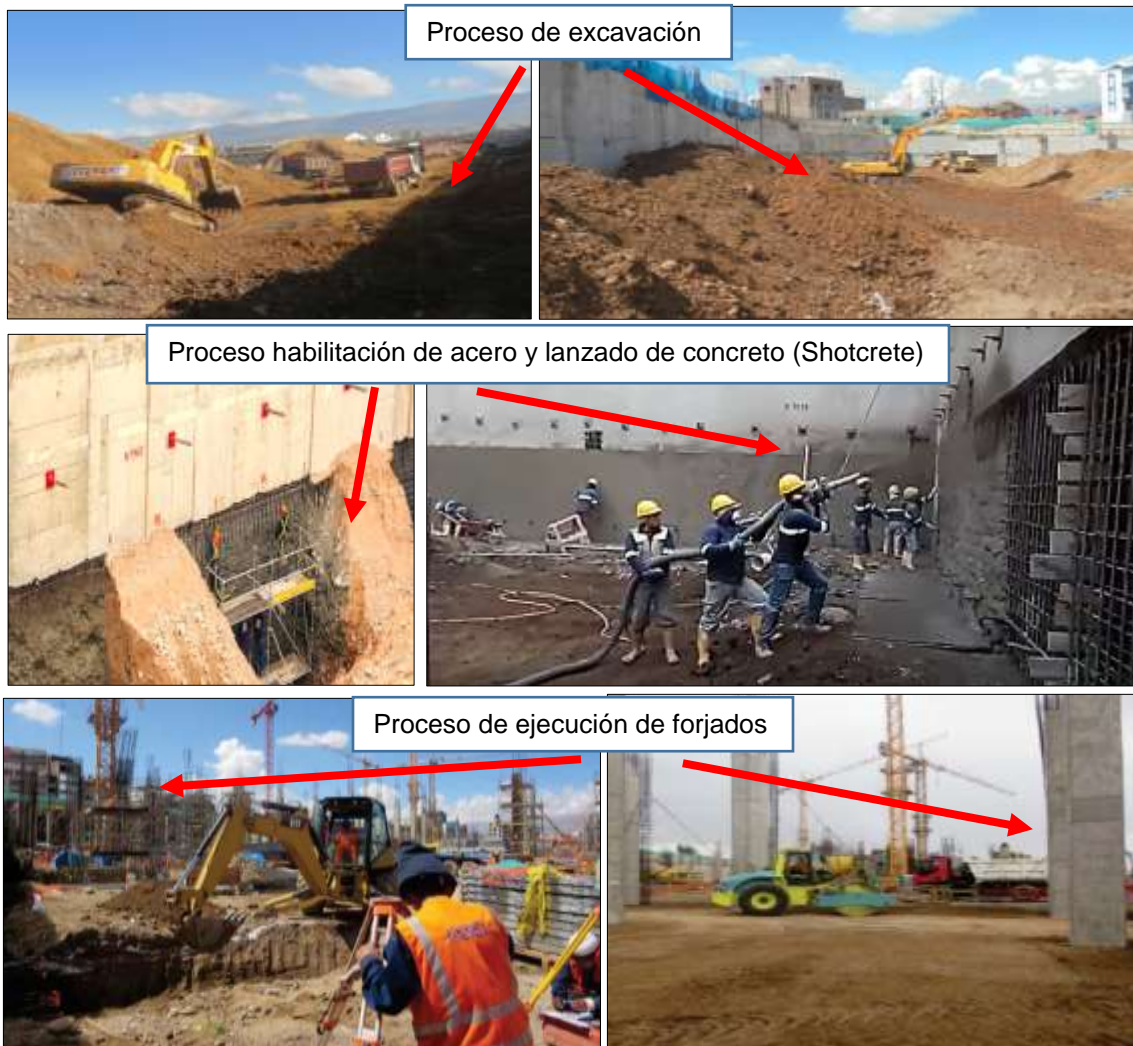 Proceso de excavación
Proceso habilitación de acero y lanzado de concreto (Shotcrete)
Proceso de ejecución de forjados